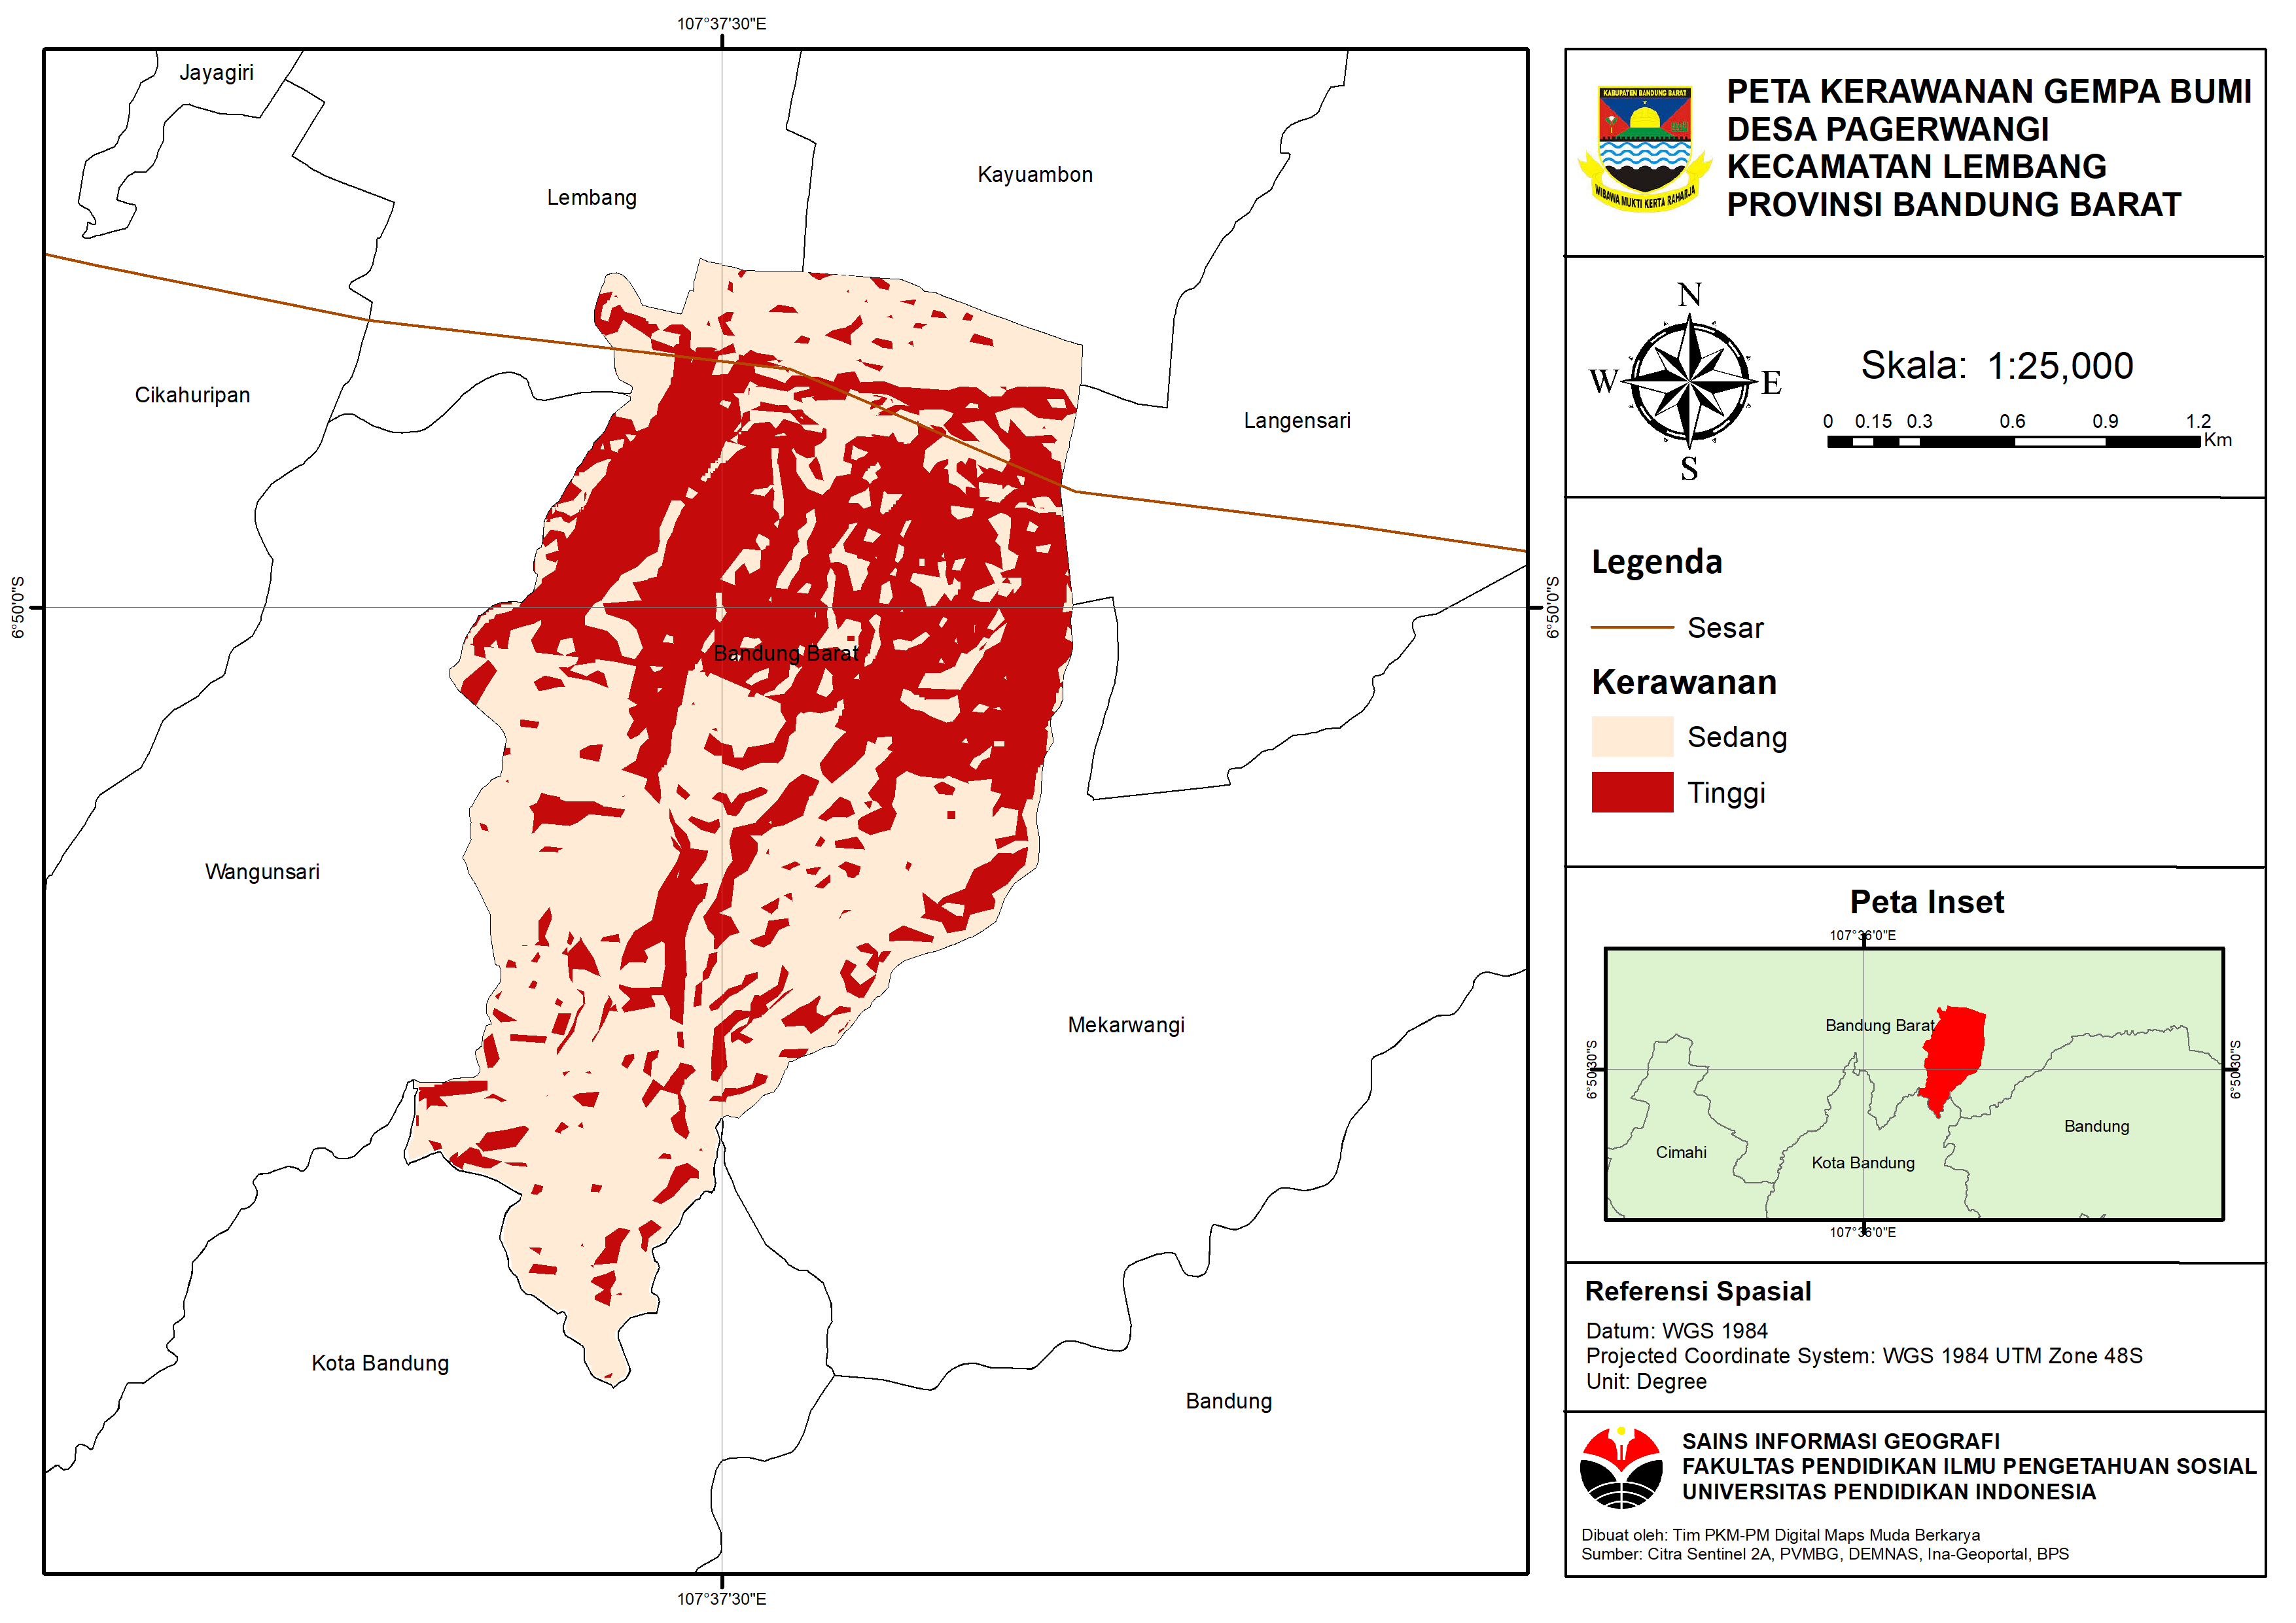 107°37'30"E
Jayagiri
Lembang
Kayuambon
Cikahuripan
Langensari
6°50'0"S
6°50'0"S
Bandung Barat
Wangunsari
Mekarwangi
Kota Bandung
Bandung
107°37'30"E
KABUPATEN BANDUNG BARAT
WIBAWA MUKTI KERTA RAHARJA
PETA KERAWANAN GEMPA BUMI
DESA PAGERWANGI
KECAMATAN LEMBANG
PROVINSI BANDUNG BARAT
N
W
E
S
Skala: 1:25,000
0 0.15 0.3 0.6 0.9 1.2
Km
Legenda
Sesar
Kerawanan
Sedang
Tinggi
Peta Inset
107°36'0"E
Bandung Barat
6°50'30"S
6°50'30"S
Bandung
Cimahi
Kota Bandung
107°36'0"E
Referensi Spasial
Datum: WGS 1984
Projected Coordinate System: WGS 1984 UTM Zone 48S
Unit: Degree
SAINS INFORMASI GEOGRAFI
FAKULTAS PENDIDIKAN ILMU PENGETAHUAN SOSIAL
UNIVERSITAS PENDIDIKAN INDONESIA
Dibuat oleh: Tim PKM-PM Digital Maps Muda Berkarya
Sumber: Citra Sentinel 2A, PVMBG, DEMNAS, Ina-Geoportal, BPS